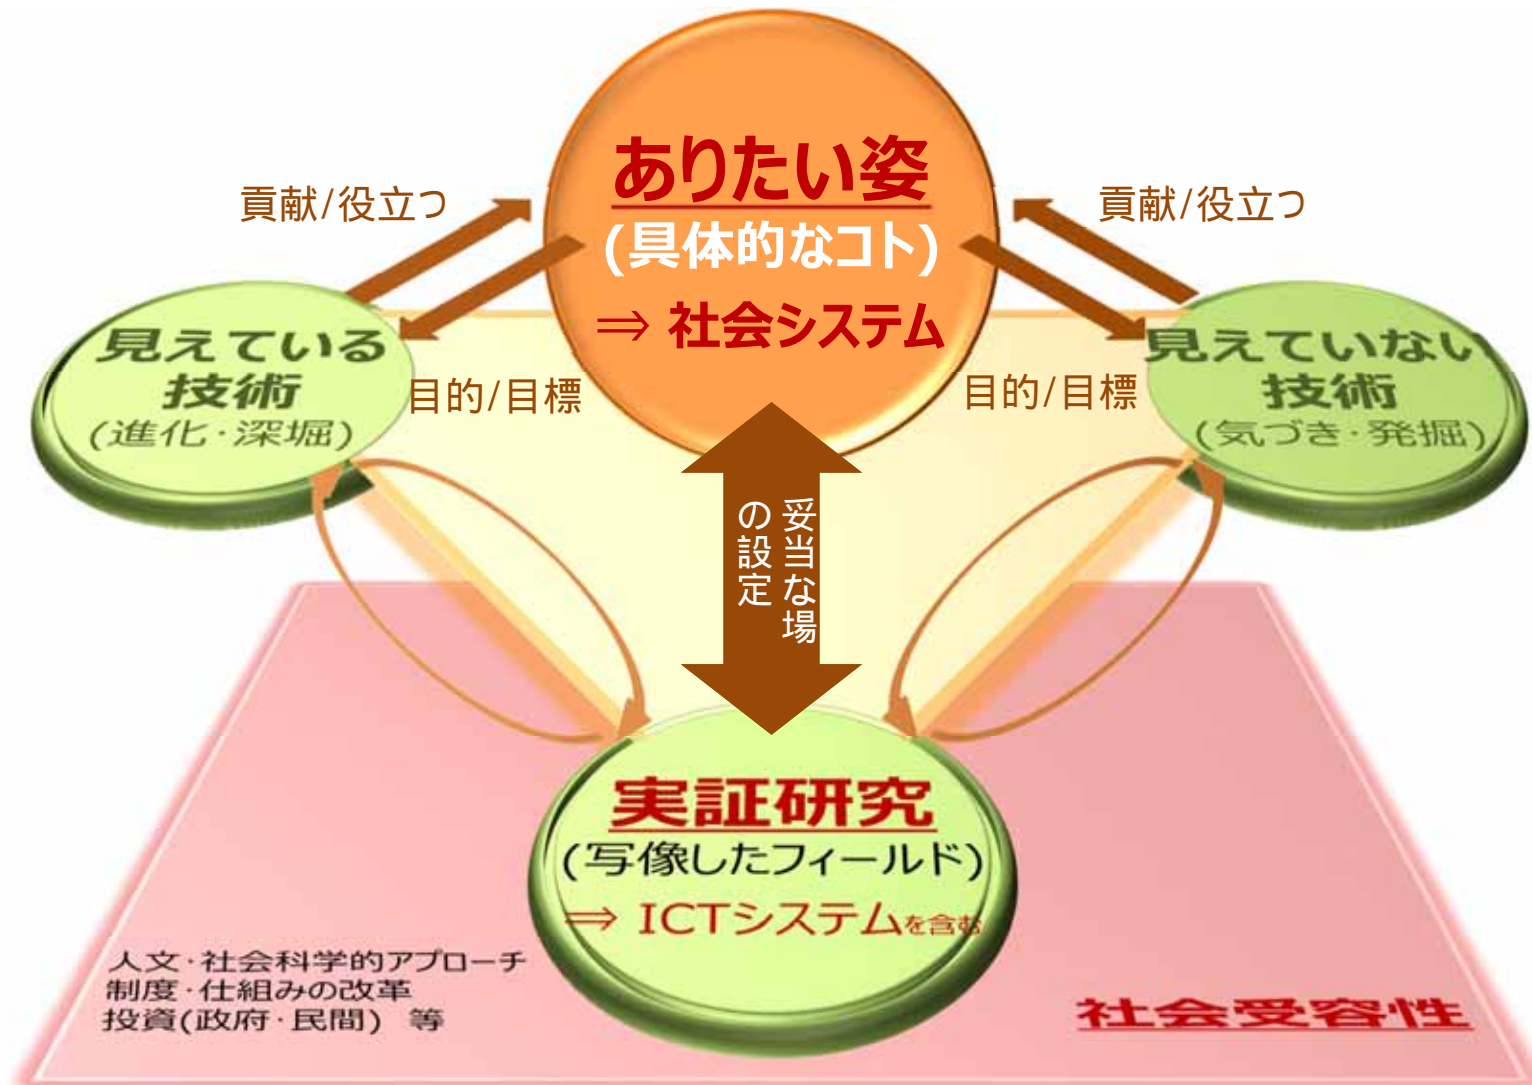 ありたい姿
(具体的なコト)
⇒ 社会システム
貢献/役立つ
貢献/役立つ
見えている
技術
(進化・深堀)
目的/目標
目的/目標
見えていない
技術
(気づき・発掘)
妥当な場
の設定
実証研究
(写像したフィールド)
⇒ ICTシステムを含む
人文・社会科学的アプローチ
制度・仕組みの改革
投資(政府・民間) 等
社会受容性